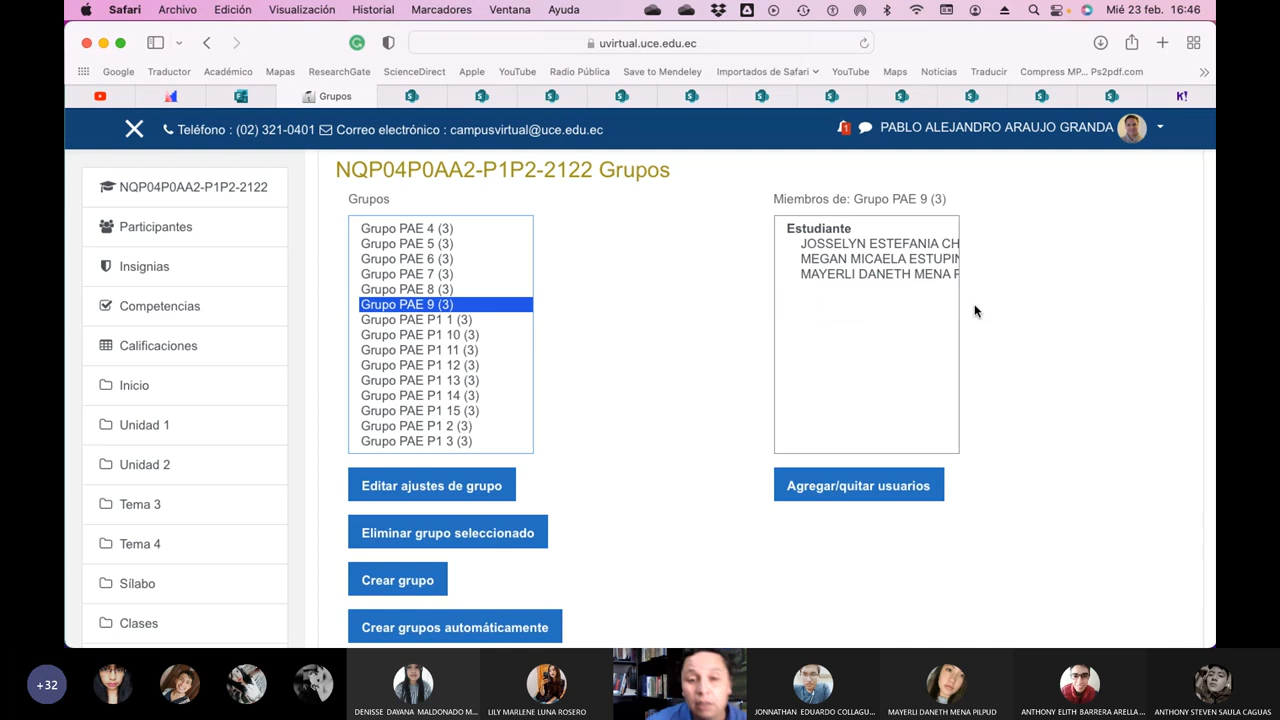 Safari Archivo Edición Visualización Historial Marcadores Ventana Ayuda Mié 23 feb. 16:46
uvirtual.uce.edu.ec
Google Traductor Académico Mapas ResearchGate ScienceDirect Apple YouTube Radio Pública Save to Mendeley Importados de Safari YouTube Maps Noticias Traducir Compress MP... Ps2pdf.com
Grupos K!
Teléfono : (02) 321-0401 Correo electrónico : campusvirtual@uce.edu.ec 1 PABLO ALEJANDRO ARAUJO GRANDA
NQP04P0AA2-P1P2-2122
Participantes
Insignias
Competencias
Calificaciones
Inicio
Unidad 1
Unidad 2
Tema 3
Tema 4
Sílabo
Clases
NQP04P0AA2-P1P2-2122 Grupos
Grupos
Grupo PAE 4 (3)
Grupo PAE 5 (3)
Grupo PAE 6 (3)
Grupo PAE 7 (3)
Grupo PAE 8 (3)
Grupo PAE 9 (3)
Grupo PAE P1 1 (3)
Grupo PAE P1 10 (3)
Grupo PAE P1 11 (3)
Grupo PAE P1 12 (3)
Grupo PAE P1 13 (3)
Grupo PAE P1 14 (3)
Grupo PAE P1 15 (3)
Grupo PAE P1 2 (3)
Grupo PAE P1 3 (3)
Editar ajustes de grupo
Eliminar grupo seleccionado
Crear grupo
Crear grupos automáticamente
Miembros de: Grupo PAE 9 (3)
Estudiante
JOSSELYN ESTEFANIA CH
MEGAN MICAELA ESTUPIN
MAYERLI DANETH MENA P
Agregar/quitar usuarios
+32
DENISSE DAYANA MALDONADO M...
LILY MARLENE LUNA ROSERO
JONNATHAN EDUARDO COLLAGU...
MAYERLI DANETH MENA PILPUD
ANTHONY ELITH BARRERA ARELLA...
ANTHONY STEVEN SAULA CAGUAS